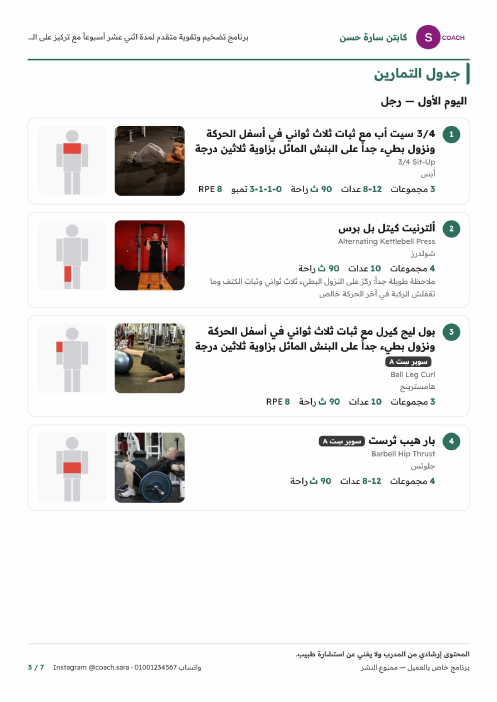 S COACH
كابتن سارة حسن
برنامج تضخيم وتقوية متقدم لمدة اثني عشر أسبوعاً مع تركيز على الـ…
جدول التمارين
اليوم الأول — رجل
1
3/4 سيت أب مع ثبات ثلاث ثواني في أسفل الحركة
ونزول بطيء جداً على البنش المائل بزاوية ثلاثين درجة
3/4 Sit-Up
أبس
3 مجموعات 8-12 عدات 90 ث راحة 3-1-1-0 تمبو RPE 8
2
ألترنيت كيتل بل برس
Alternating Kettlebell Press
شولدرز
4 مجموعات 10 عدات 90 ث راحة
ملاحظة طويلة جداً: ركّز على النزول البطيء ثلاث ثواني وثبات الكتف وما
تقفلش الركبة في آخر الحركة خالص
3
بول ليج كيرل مع ثبات ثلاث ثواني في أسفل الحركة
ونزول بطيء جداً على البنش المائل بزاوية ثلاثين درجة
سوبر ست A
Ball Leg Curl
هامسترينج
3 مجموعات 10 عدات 90 ث راحة RPE 8
4
بار هيب ثرست سوبر ست A
Barbell Hip Thrust
جلوتس
4 مجموعات 8-12 عدات 90 ث راحة
المحتوى إرشادي من المدرب ولا يغني عن استشارة طبيب.
برنامج خاص بالعميل — ممنوع النشر
واتساب 01001234567 · Instagram @coach.sara
3 / 7